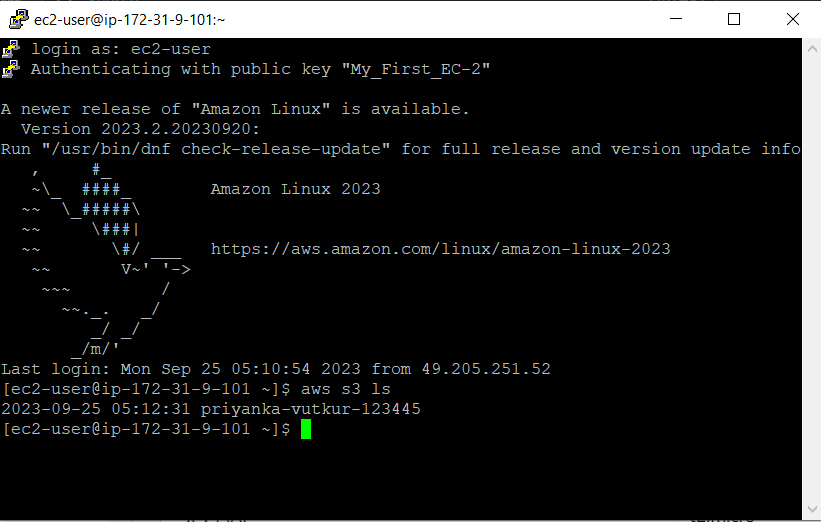 ec2-user@ip-172-31-9-101:~
login as: ec2-user
Authenticating with public key "My_First_EC-2"
A newer release of "Amazon Linux" is available.
  Version 2023.2.20230920:
Run "/usr/bin/dnf check-release-update" for full release and version update info
   ,     #_
   ~\_  ####_        Amazon Linux 2023
  ~~  \_#####\
  ~~     \###|
  ~~       \#/ ___   https://aws.amazon.com/linux/amazon-linux-2023
   ~~       V~' '->
    ~~~         /
      ~~._.   _/
         _/ _/
       _/m/'
Last login: Mon Sep 25 05:10:54 2023 from 49.205.251.52
[ec2-user@ip-172-31-9-101 ~]$ aws s3 ls
2023-09-25 05:12:31 priyanka-vutkur-123445
[ec2-user@ip-172-31-9-101 ~]$